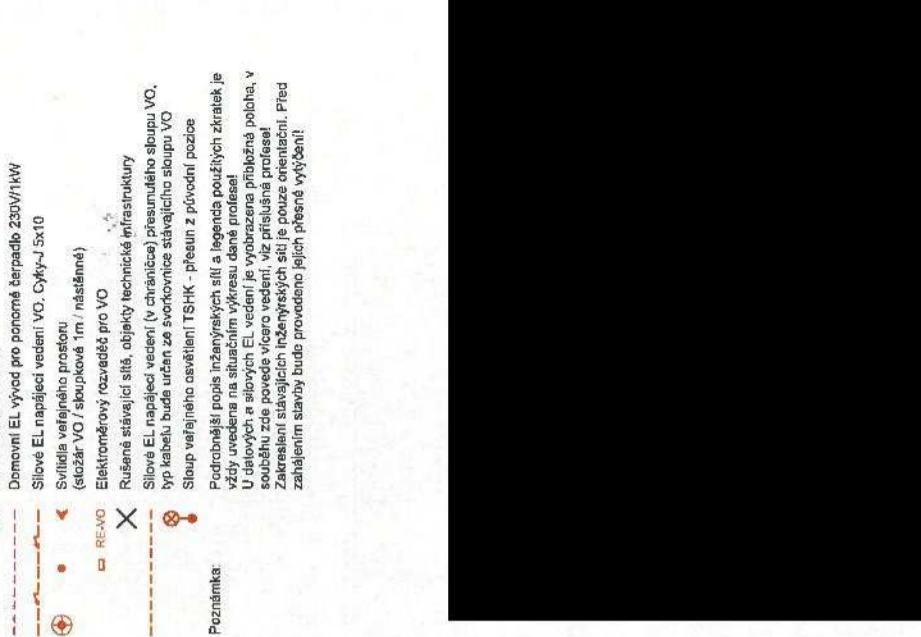 Domovní EL vývod pro ponorné čerpadlo 230V/1kW
Silové EL napájecí vedení VO, Cyky-J 5x10
Svítidla veřejného prostoru
(stožár VO / sloupkové 1m / nástěnné)
RE-VO Elektroměrový rozvaděč pro VO
Rušené stávající sítě, objekty technické infrastruktury
Silové EL napájecí vedení (v chráničce) přesunutého sloupu VO,
typ kabelu bude určen ze svorkovnice stávajícího sloupu VO
Sloup veřejného osvětlení TSHK - přesun z původní pozice
Poznámka:
Podrobnější popis inženýrských sítí a legenda použitých zkratek je
vždy uvedena na situačním výkresu dané profese!
U datových a silových EL vedení je vyobrazena přibložná poloha, v
souběhu zde povede vícero vedení, viz příslušná profese!
Zakreslení stávajících inženýrských sítí je pouze orientační. Před
zahájením stavby bude provedeno jejich přesné vytýčení!